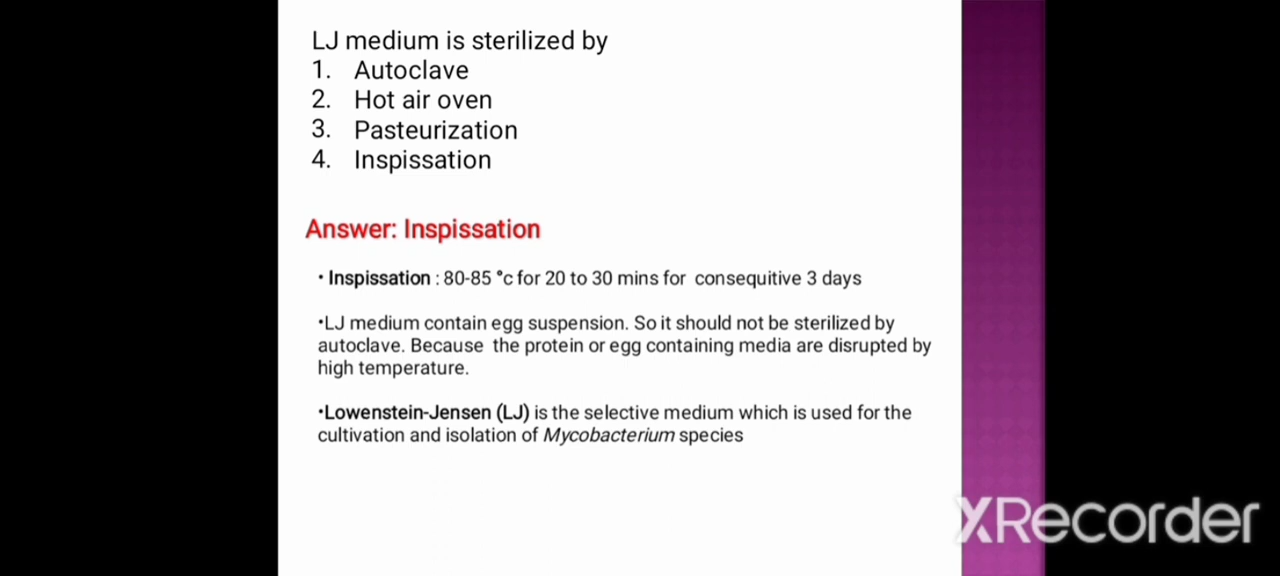 LJ medium is sterilized by
1. Autoclave
2. Hot air oven
3. Pasteurization
4. Inspissation
Answer: Inspissation
• Inspissation : 80-85 °c for 20 to 30 mins for consequitive 3 days
•LJ medium contain egg suspension. So it should not be sterilized by
autoclave. Because the protein or egg containing media are disrupted by
high temperature.
•Lowenstein-Jensen (LJ) is the selective medium which is used for the
cultivation and isolation of Mycobacterium species
XRecorder